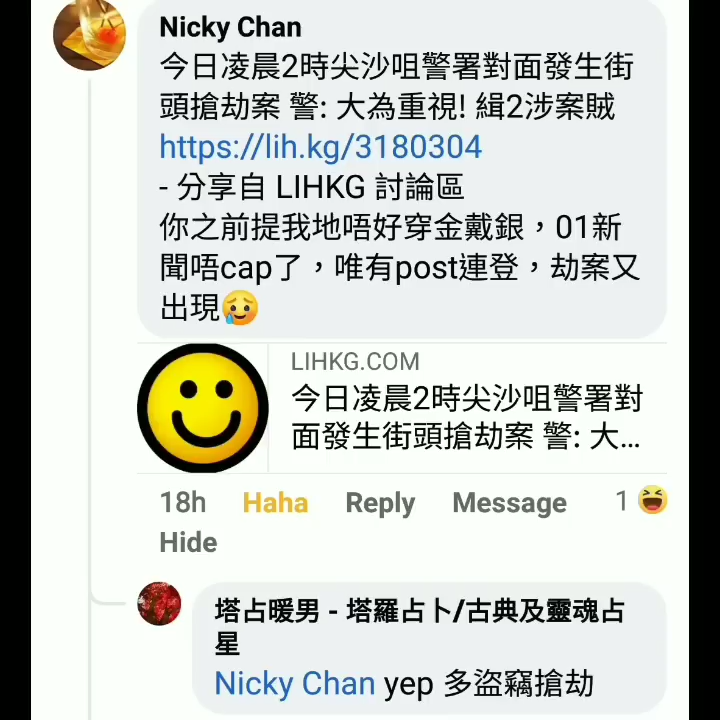 Nicky Chan
今日凌晨2時尖沙咀警署對面發生街
頭搶劫案 警: 大為重視! 緝2涉案賊
https://lih.kg/3180304
- 分享自 LIHKG 討論區
你之前提我地唔好穿金戴銀，01新
聞唔cap了，唯有post連登，劫案又
出現🥲
LIHKG.COM
今日凌晨2時尖沙咀警署對
面發生街頭搶劫案 警: 大...
18h Haha Reply Message 1 😆
Hide
塔占暖男 - 塔羅占卜/古典及靈魂占
星
Nicky Chan yep 多盜竊搶劫